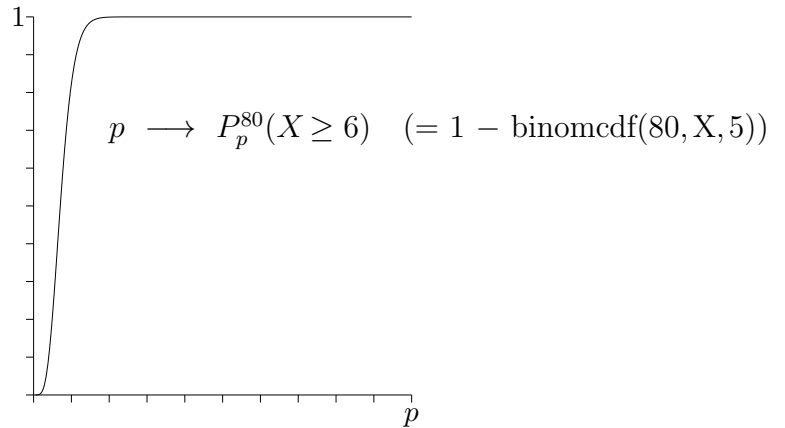 1
p ⟶ P_p^{80}(X ≥ 6) (= 1 − binomcdf(80, X, 5))
p